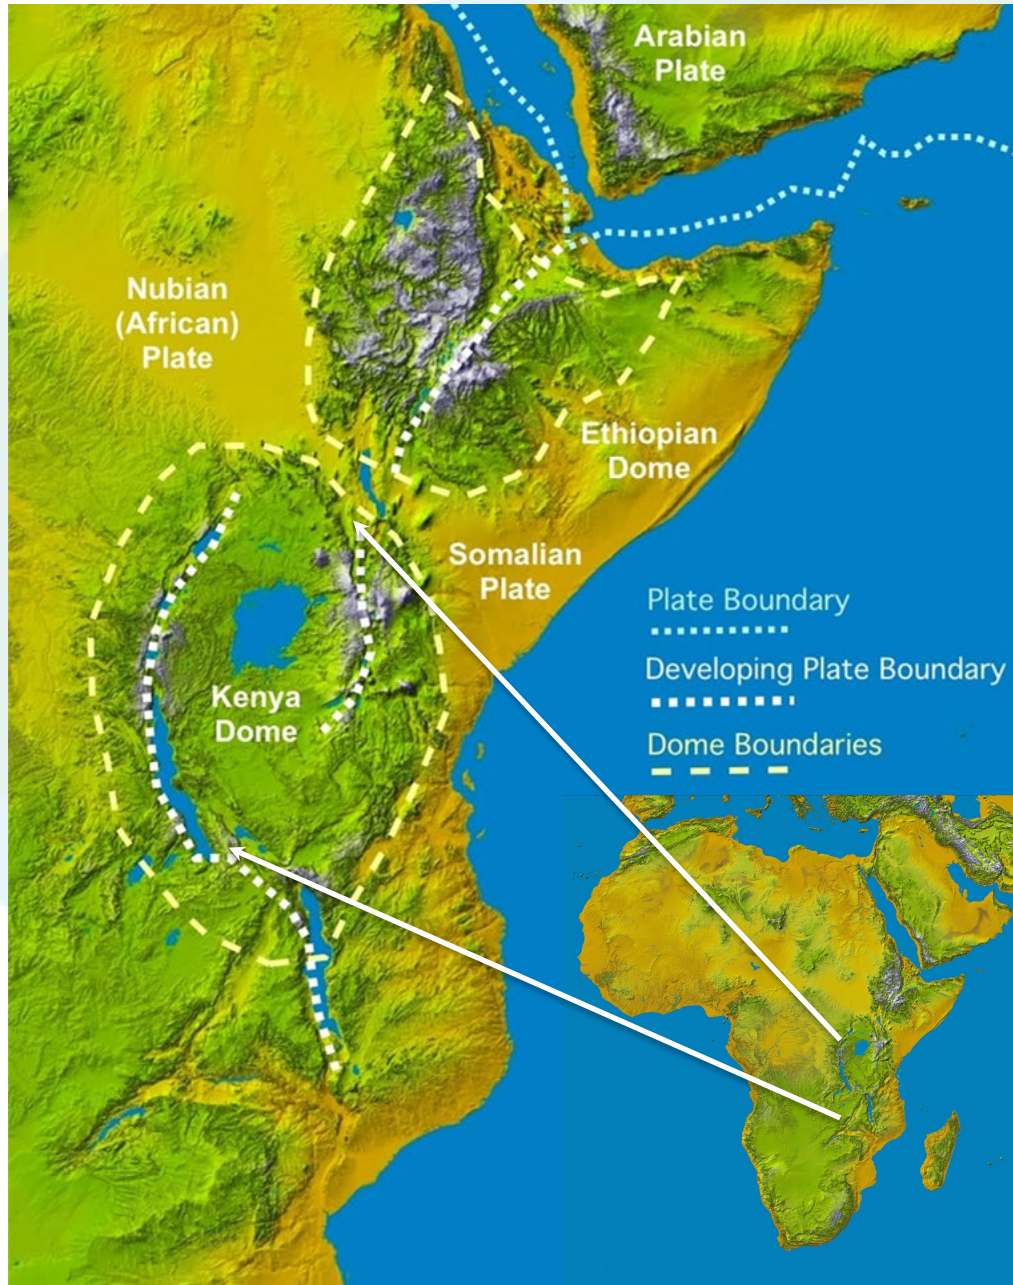 Arabian
Plate
Nubian
(African)
Plate
Ethiopian
Dome
Somalian
Plate
Kenya
Dome
Plate Boundary
Developing Plate Boundary
Dome Boundaries